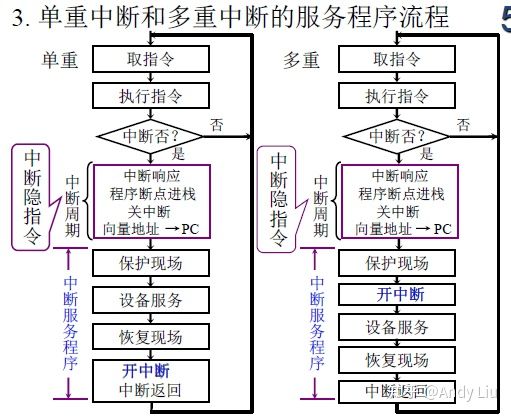 3. 单重中断和多重中断的服务程序流程
5
单重
取指令
执行指令
中断否?
否
是
中断隐指令
中断周期
中断响应
程序断点进栈
关中断
向量地址 → PC
中断服务程序
保护现场
设备服务
恢复现场
开中断
中断返回
多重
取指令
执行指令
中断否?
否
是
中断隐指令
中断周期
中断响应
程序断点进栈
关中断
向量地址 → PC
中断服务程序
保护现场
开中断
设备服务
恢复现场
中断返回
@Andy Liu